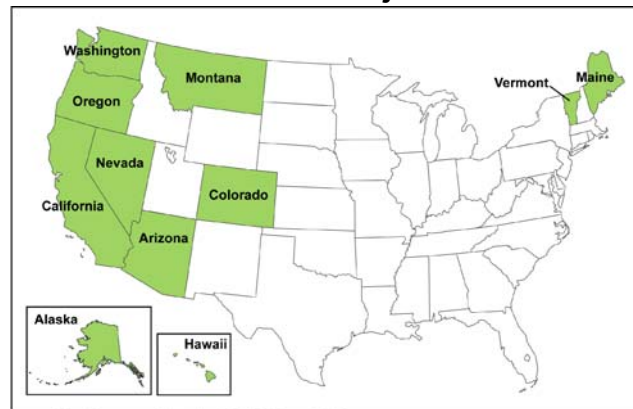 Washington
Montana
Vermont
Maine
Oregon
Nevada
Colorado
California
Arizona
Alaska
Hawaii